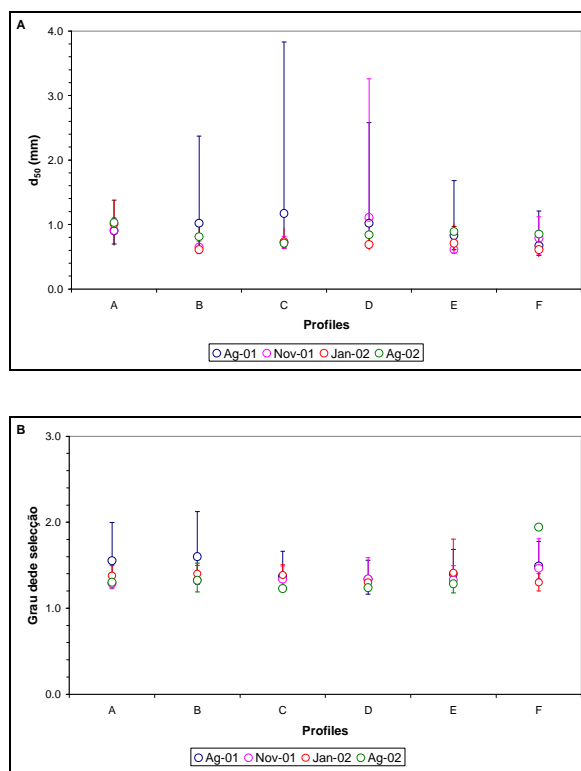 A
d50 (mm)
4.0
3.0
2.0
1.0
0.0
A B C D E F
Profiles
Ag-01 Nov-01 Jan-02 Ag-02
B
Grau dede selecção
3.0
2.0
1.0
0.0
A B C D E F
Profiles
Ag-01 Nov-01 Jan-02 Ag-02